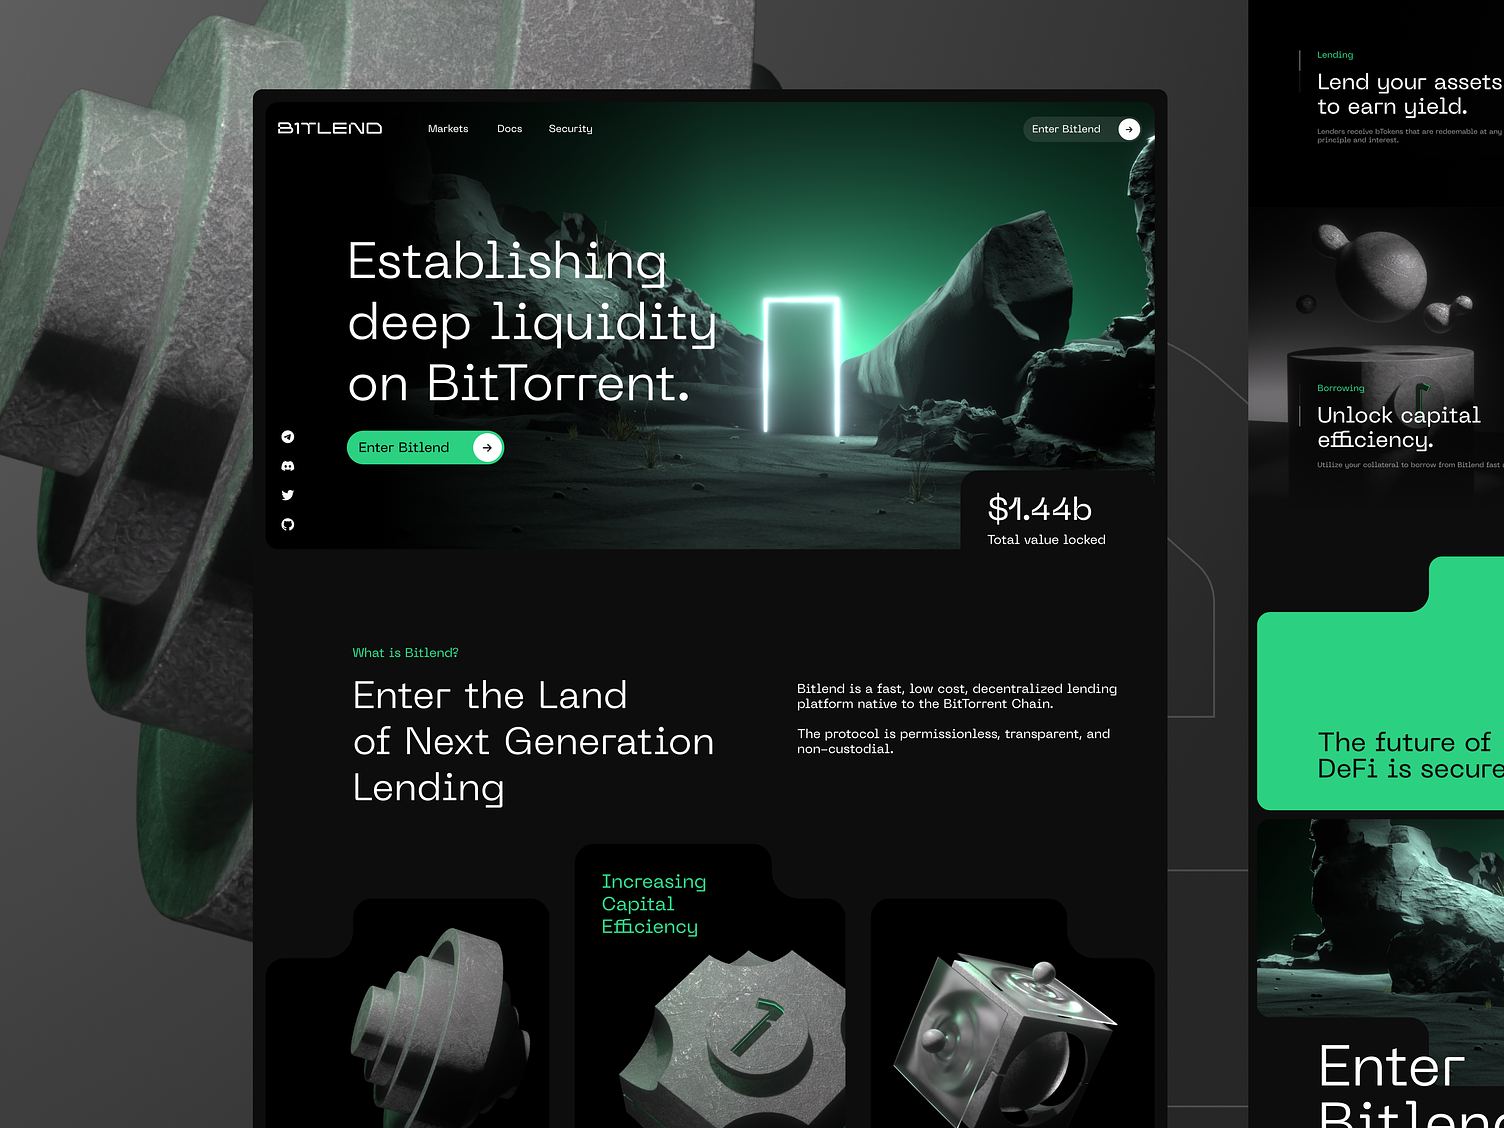 BITLEND
Markets
Docs
Security
Enter Bitlend
Establishing
deep liquidity
on BitTorrent.
Enter Bitlend
$1.44b
Total value locked
What is Bitlend?
Enter the Land
of Next Generation
Lending
Bitlend is a fast, low cost, decentralized lending
platform native to the BitTorrent Chain.
The protocol is permissionless, transparent, and
non-custodial.
Increasing
Capital
Efficiency
Lending
Lend your assets
to earn yield.
Lenders receive bTokens that are redeemable at any
principle and interest.
Borrowing
Unlock capital
efficiency.
Utilize your collateral to borrow from Bitlend fast
The future of
DeFi is secure
Enter
Bitlend